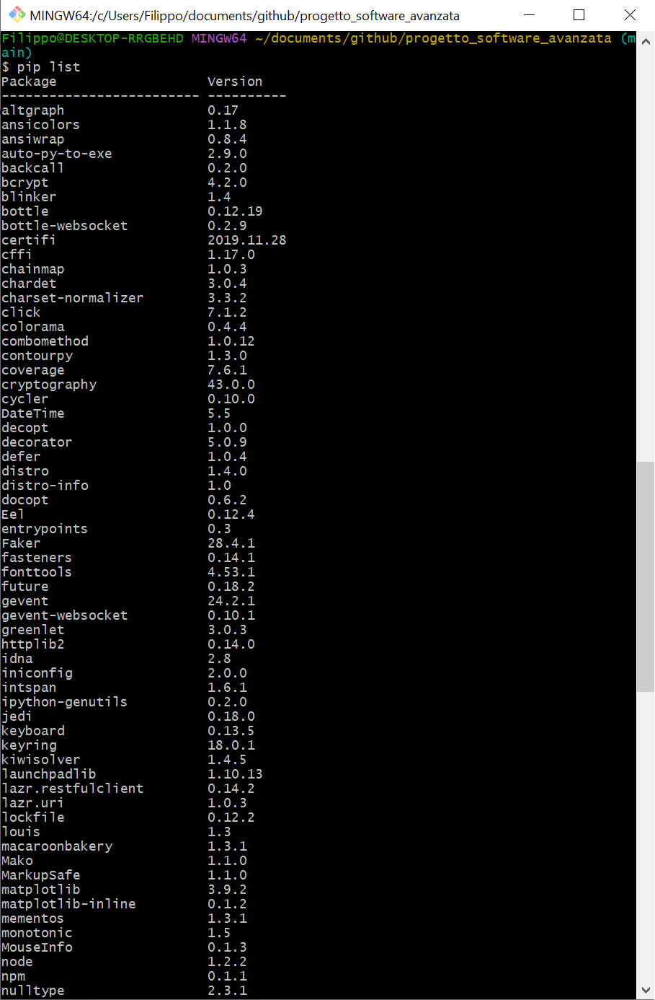 MINGW64:/c/Users/Filippo/documents/github/progetto_software_avanzata
Filippo@DESKTOP-RRGBEHD MINGW64 ~/documents/github/progetto_software_avanzata (m
ain)
$ pip list
Package                   Version
------------------------- ----------
altgraph                  0.17
ansicolors                1.1.8
ansiwrap                  0.8.4
auto-py-to-exe            2.9.0
backcall                  0.2.0
bcrypt                    4.2.0
blinker                   1.4
bottle                    0.12.19
bottle-websocket          0.2.9
certifi                   2019.11.28
cffi                      1.17.0
chainmap                  1.0.3
chardet                   3.0.4
charset-normalizer        3.3.2
click                     7.1.2
colorama                  0.4.4
combomethod               1.0.12
contourpy                 1.3.0
coverage                  7.6.1
cryptography              43.0.0
cycler                    0.10.0
DateTime                  5.5
decopt                    1.0.0
decorator                 5.0.9
defer                     1.0.4
distro                    1.4.0
distro-info               1.0
docopt                    0.6.2
Eel                       0.12.4
entrypoints               0.3
Faker                     28.4.1
fasteners                 0.14.1
fonttools                 4.53.1
future                    0.18.2
gevent                    24.2.1
gevent-websocket          0.10.1
greenlet                  3.0.3
httplib2                  0.14.0
idna                      2.8
iniconfig                 2.0.0
intspan                   1.6.1
ipython-genutils          0.2.0
jedi                      0.18.0
keyboard                  0.13.5
keyring                   18.0.1
kiwisolver                1.4.5
launchpadlib              1.10.13
lazr.restfulclient        0.14.2
lazr.uri                  1.0.3
lockfile                  0.12.2
louis                     1.3
macaroonbakery            1.3.1
Mako                      1.1.0
MarkupSafe                1.1.0
matplotlib                3.9.2
matplotlib-inline         0.1.2
mementos                  1.3.1
monotonic                 1.5
MouseInfo                 0.1.3
node                      1.2.2
npm                       0.1.1
nulltype                  2.3.1